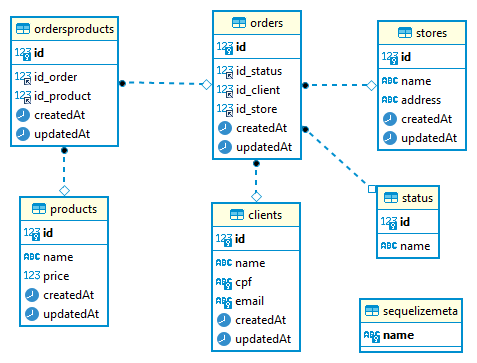 ordersproducts
123 id
123 id_order
123 id_product
createdAt
updatedAt
orders
123 id
123 id_status
123 id_client
123 id_store
createdAt
updatedAt
stores
123 id
ABC name
ABC address
createdAt
updatedAt
products
123 id
ABC name
123 price
createdAt
updatedAt
clients
123 id
ABC name
ABC cpf
ABC email
createdAt
updatedAt
status
123 id
ABC name
sequelizemeta
ABC name